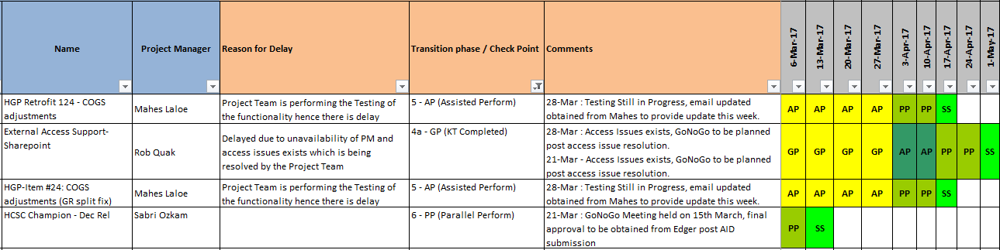 Name
Project Manager
Reason for Delay
Transition phase / Check Point
Comments
6-Mar-17
13-Mar-17
20-Mar-17
27-Mar-17
3-Apr-17
10-Apr-17
17-Apr-17
24-Apr-17
1-May-17
HGP Retrofit 124 - COGS
adjustments
Mahes Laloe
Project Team is performing the Testing of
the functionality hence there is delay
5 - AP (Assisted Perform)
28-Mar : Testing Still in Progress, email updated
obtained from Mahes to provide update this week.
AP AP AP AP PP PP SS
External Access Support-
Sharepoint
Rob Quak
Delayed due to unavailability of PM and
access issues exists which is being
resolved by the Project Team
4a - GP (KT Completed)
28-Mar : Access Issues exists, GoNoGo to be planned
post access issue resolution.
21-Mar - Access Issues exists, GoNoGo to be planned
post access issue resolution.
GP GP GP GP AP AP PP PP SS
HGP-Item #24: COGS
adjustments (GR split fix)
Mahes Laloe
Project Team is performing the Testing of
the functionality hence there is delay
5 - AP (Assisted Perform)
28-Mar : Testing Still in Progress, email updated
obtained from Mahes to provide update this week.
AP AP AP AP PP PP SS
HCSC Champion - Dec Rel
Sabri Ozkam
6 - PP (Parallel Perform)
21-Mar : GoNoGo Meeting held on 15th March, final
approval to be obtained from Edger post AID
submission
PP SS